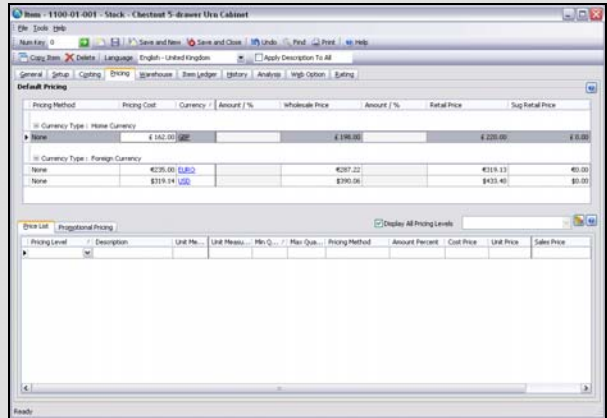 Item - 1100-01-001 - Stock - Chestnut 5-drawer Urn Cabinet
File Tools Help
Num Key 0 Save and New Save and Close Undo Find Print Help
Copy Item Delete Language English - United Kingdom Apply Description To All
General Setup Costing Pricing Warehouse Item Ledger History Analysis Web Option Rating
Default Pricing
Pricing Method Pricing Cost Currency Amount / % Wholesale Price Amount / % Retail Price Sug Retail Price
Currency Type : Home Currency
None £ 162.00 GBP £ 198.00 £ 220.00 £ 0.00
Currency Type : Foreign Currency
None €235.00 EURO €287.22 €319.13 €0.00
None $319.14 USD $390.06 $433.40 $0.00
Price List Promotional Pricing Display All Pricing Levels
Pricing Level / Description Unit Me... Unit Measu... Min Q... / Max Qua... Pricing Method Amount Percent Cost Price Unit Price Sales Price
Ready